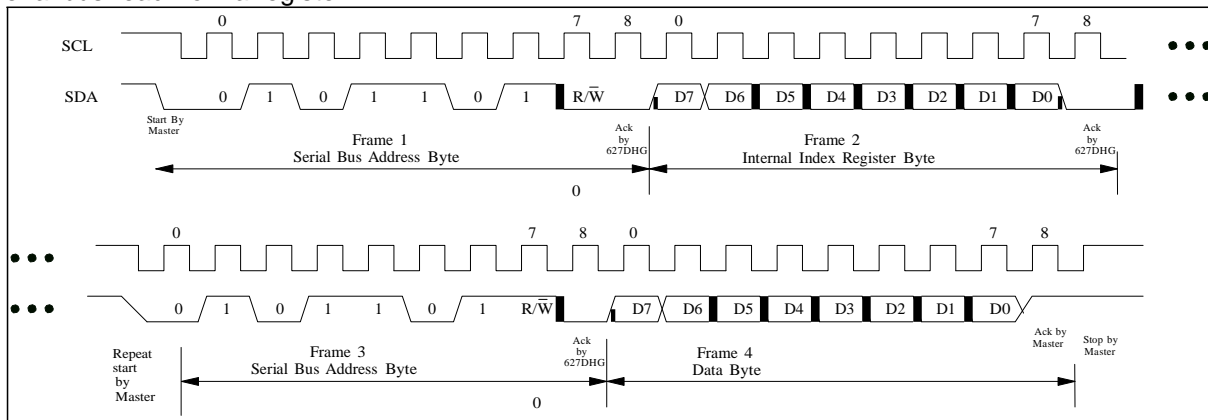 0 7 8 0 7 8
SCL
SDA 0 1 0 1 1 0 1 R/W̅ D7 D6 D5 D4 D3 D2 D1 D0
Start By
Master
Ack
by
627DHG
Ack
by
627DHG
Frame 1
Serial Bus Address Byte
Frame 2
Internal Index Register Byte
0
0 7 8 0 7 8
0 1 0 1 1 0 1 R/W̅ D7 D6 D5 D4 D3 D2 D1 D0
Repeat
start
by
Master
Frame 3
Serial Bus Address Byte
Ack
by
627DHG
Frame 4
Data Byte
Ack by
Master
Stop by
Master
0